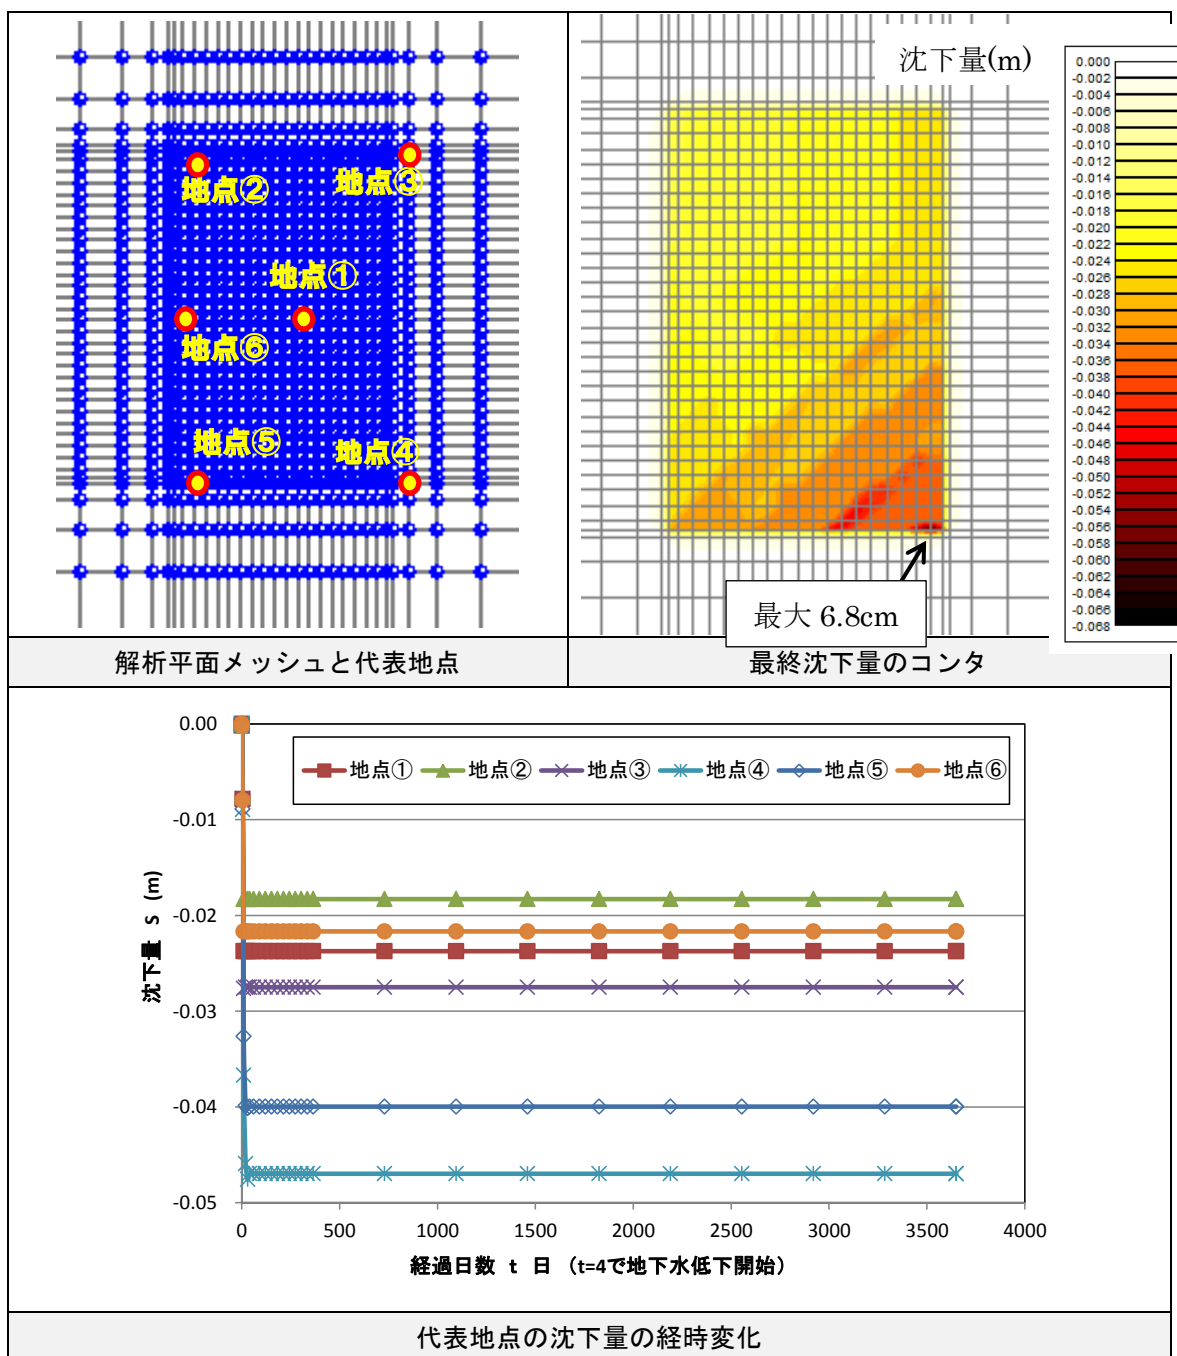 地点②
地点③
地点①
地点⑥
地点⑤
地点④
沈下量(m)
0.000
-0.002
-0.004
-0.006
-0.008
-0.010
-0.012
-0.014
-0.016
-0.018
-0.020
-0.022
-0.024
-0.026
-0.028
-0.030
-0.032
-0.034
-0.036
-0.038
-0.040
-0.042
-0.044
-0.046
-0.048
-0.050
-0.052
-0.054
-0.056
-0.058
-0.060
-0.062
-0.064
-0.066
-0.068
最大 6.8cm
解析平面メッシュと代表地点
最終沈下量のコンタ
0.00
-0.01
-0.02
-0.03
-0.04
-0.05
沈下量 S (m)
地点① 地点② 地点③ 地点④ 地点⑤ 地点⑥
0 500 1000 1500 2000 2500 3000 3500 4000
経過日数 t 日 (t=4で地下水低下開始)
代表地点の沈下量の経時変化